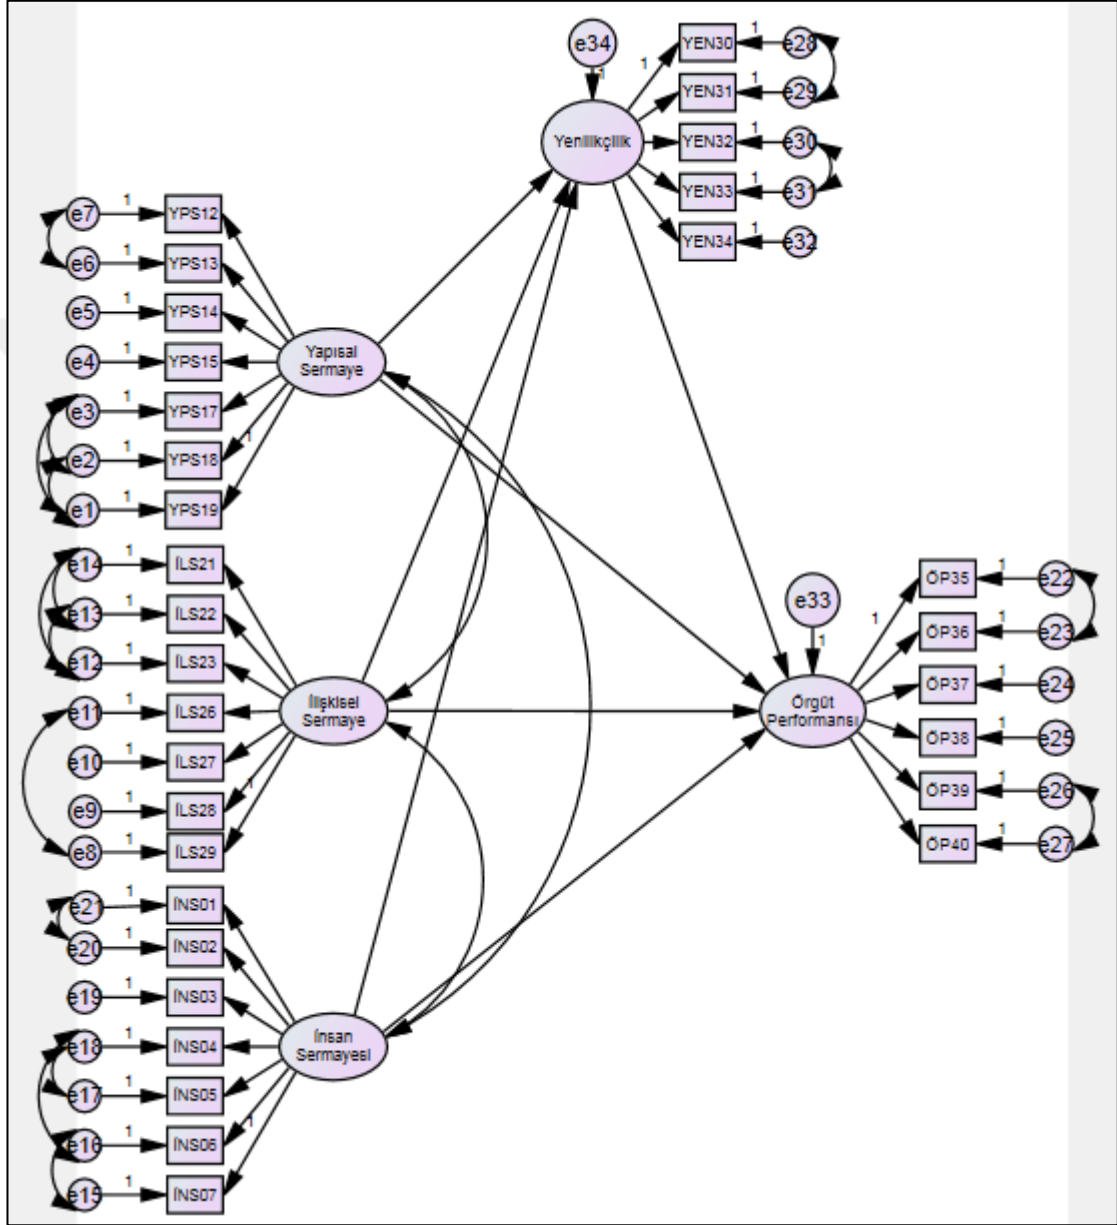 e34
1
YEN30
1
e28
1
YEN31
1
e29
Yenilikçilik
YEN32
1
e30
YEN33
1
e31
YEN34
1
e32
e7
1
YPS12
e6
1
YPS13
e5
1
YPS14
e4
1
YPS15
e3
1
YPS17
e2
1
YPS18
1
e1
1
YPS19
Yapısal
Sermaye
e14
1
İLS21
e13
1
İLS22
e12
1
İLS23
e11
1
İLS26
e10
1
İLS27
e9
1
İLS28
1
e8
1
İLS29
İlişkisel
Sermaye
e33
1
Örgüt
Performansı
1
ÖP35
1
e22
ÖP36
1
e23
ÖP37
1
e24
ÖP38
1
e25
ÖP39
1
e26
ÖP40
1
e27
e21
1
İNS01
e20
1
İNS02
e19
1
İNS03
e18
1
İNS04
e17
1
İNS05
e16
1
İNS06
1
e15
1
İNS07
İnsan
Sermayesi